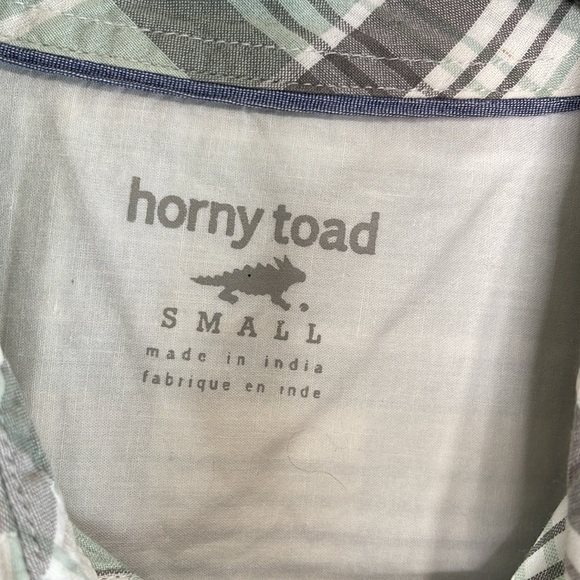 horny toad
SMALL
made in india
fabrique en inde